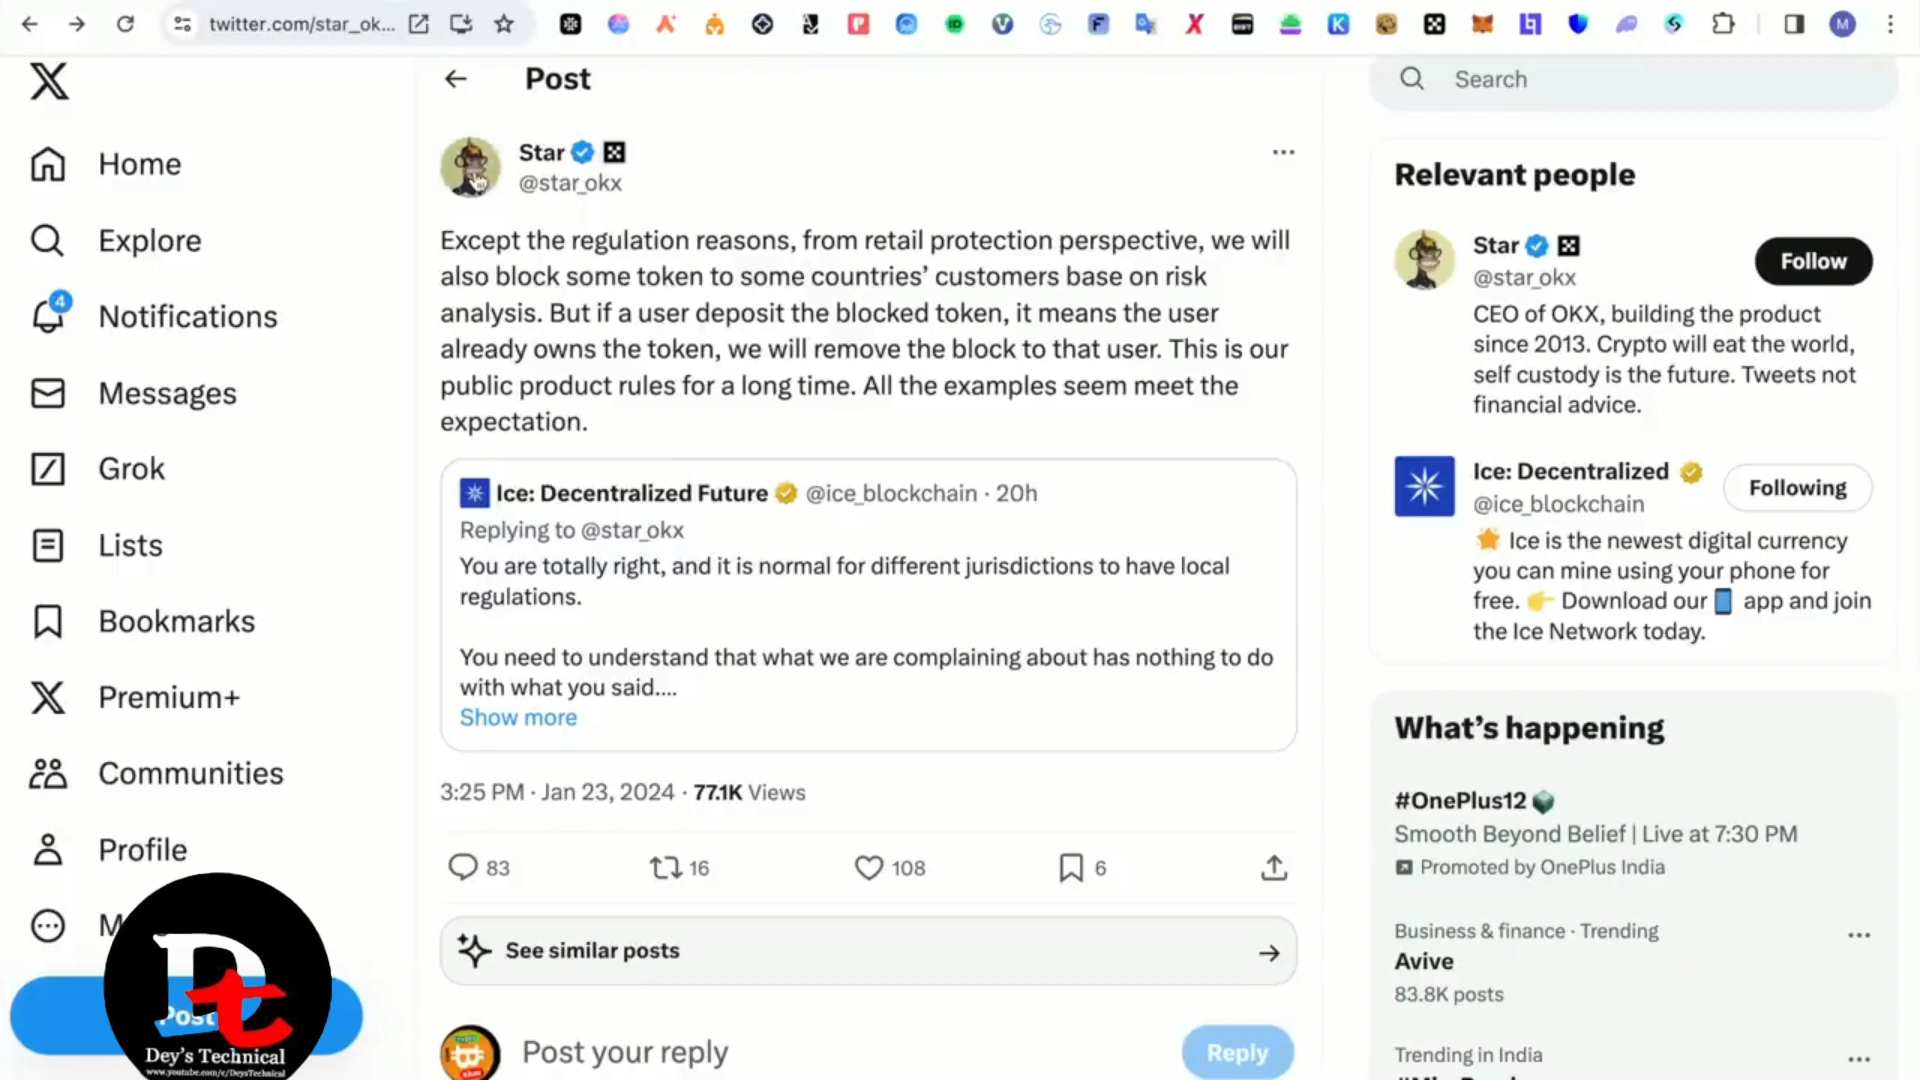 twitter.com/star_ok...
Home
Explore
4
Notifications
Messages
Grok
Lists
Bookmarks
Premium+
Communities
Profile
Post
Dt
Dey's Technical
www.youtube.com/c/DeysTechnical
Post
Star
@star_okx
Except the regulation reasons, from retail protection perspective, we will
also block some token to some countries’ customers base on risk
analysis. But if a user deposit the blocked token, it means the user
already owns the token, we will remove the block to that user. This is our
public product rules for a long time. All the examples seem meet the
expectation.
Ice: Decentralized Future @ice_blockchain · 20h
Replying to @star_okx
You are totally right, and it is normal for different jurisdictions to have local
regulations.
You need to understand that what we are complaining about has nothing to do
with what you said....
Show more
3:25 PM · Jan 23, 2024 · 77.1K Views
83 16 108 6
See similar posts
Post your reply
Reply
Search
Relevant people
Star
Follow
@star_okx
CEO of OKX, building the product
since 2013. Crypto will eat the world,
self custody is the future. Tweets not
financial advice.
Ice: Decentralized
Following
@ice_blockchain
Ice is the newest digital currency
you can mine using your phone for
free. Download our app and join
the Ice Network today.
What’s happening
#OnePlus12
Smooth Beyond Belief | Live at 7:30 PM
Promoted by OnePlus India
Business & finance · Trending
Avive
83.8K posts
Trending in India